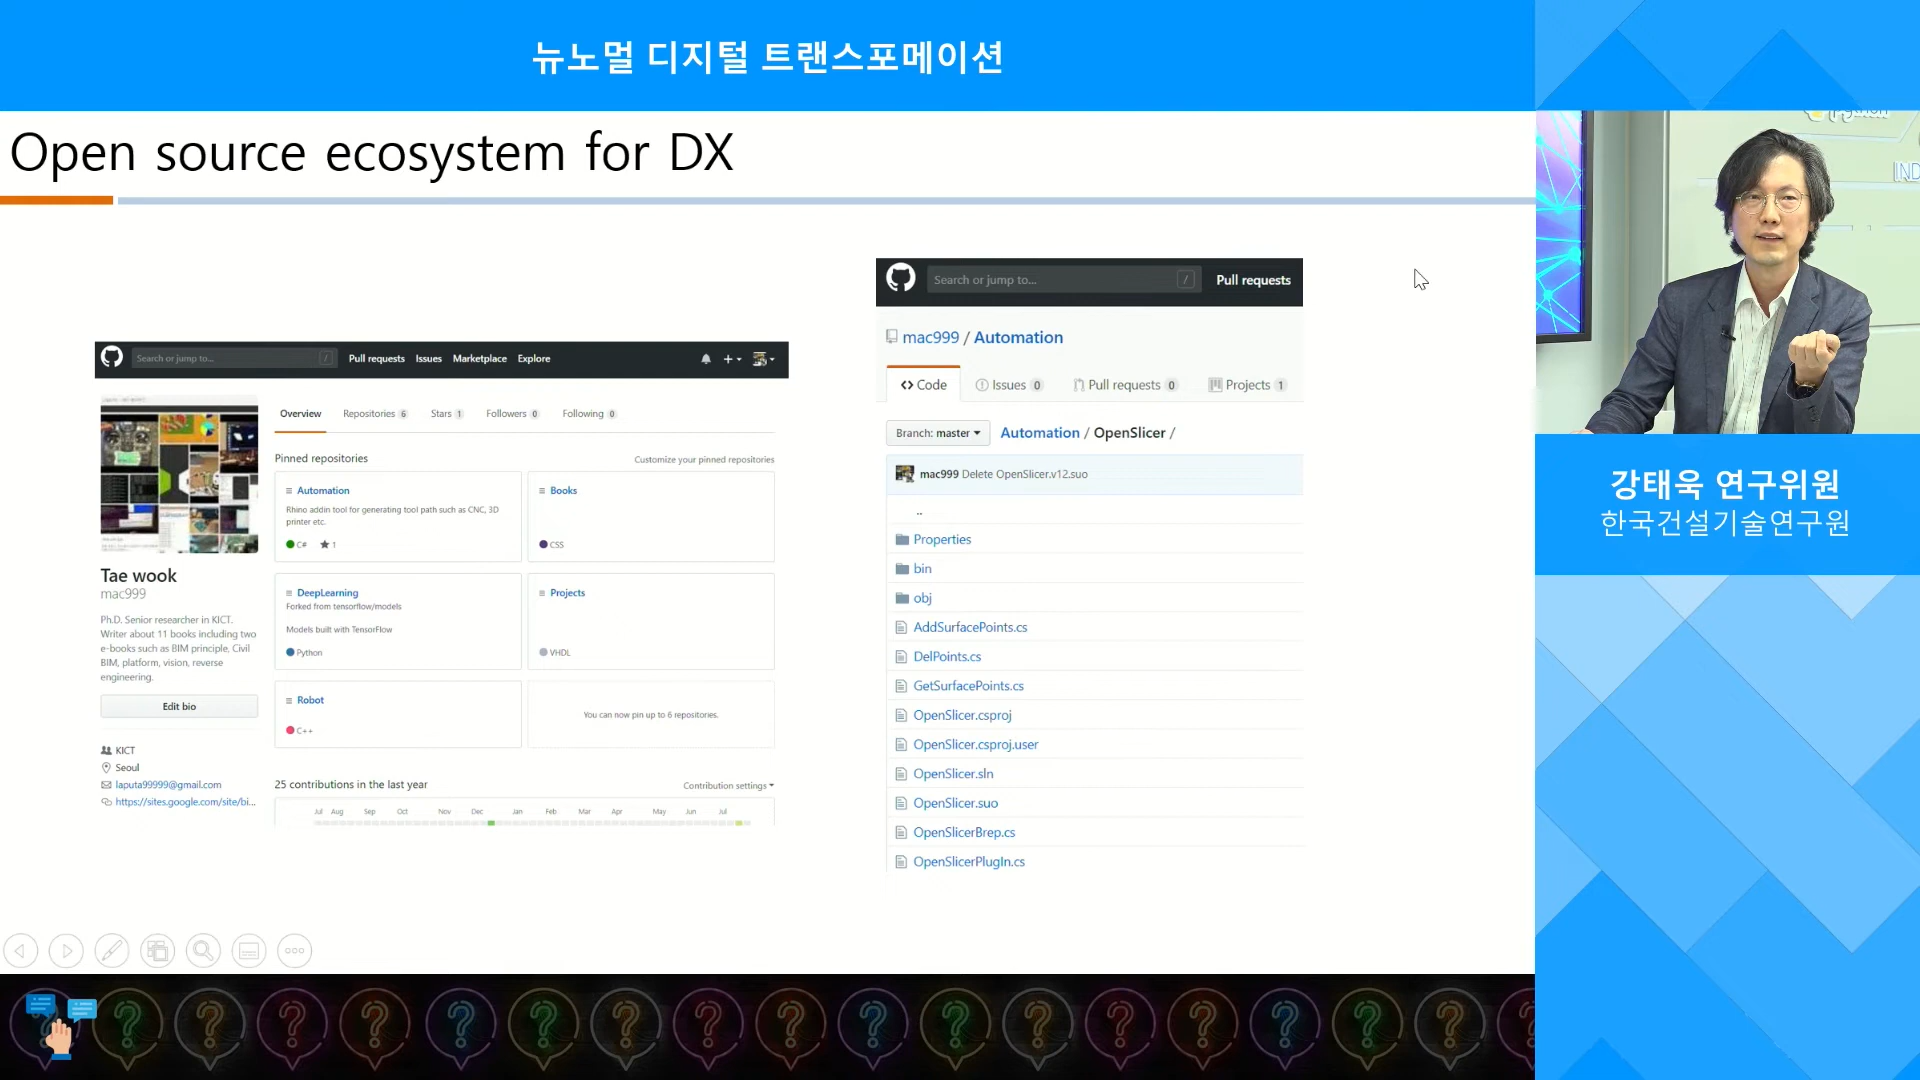 뉴노멀 디지털 트랜스포메이션
Open source ecosystem for DX
Search or jump to... /
Pull requests Issues Marketplace Explore
Overview Repositories 6 Stars 1 Followers 0 Following 0
Pinned repositories
Customize your pinned repositories
Automation
Rhino addin tool for generating tool path such as CNC, 3D
printer etc.
C# 1
Books
CSS
DeepLearning
Forked from tensorflow/models
Models built with TensorFlow
Python
Projects
VHDL
Robot
C++
You can now pin up to 6 repositories.
Tae wook
mac999
Ph.D. Senior researcher in KICT.
Writer about 11 books including two
e-books such as BIM principle, Civil
BIM, platform, vision, reverse
engineering.
Edit bio
KICT
Seoul
laputa99999@gmail.com
https://sites.google.com/site/bi...
25 contributions in the last year
Contribution settings
Jul Aug Sep Oct Nov Dec Jan Feb Mar Apr May Jun Jul
Search or jump to... /
Pull requests
mac999 / Automation
<> Code Issues 0 Pull requests 0 Projects 1
Branch: master
Automation / OpenSlicer /
mac999 Delete OpenSlicer.v12.suo
..
Properties
bin
obj
AddSurfacePoints.cs
DelPoints.cs
GetSurfacePoints.cs
OpenSlicer.csproj
OpenSlicer.csproj.user
OpenSlicer.sln
OpenSlicer.suo
OpenSlicerBrep.cs
OpenSlicerPlugIn.cs
python
IND
강태욱 연구위원
한국건설기술연구원